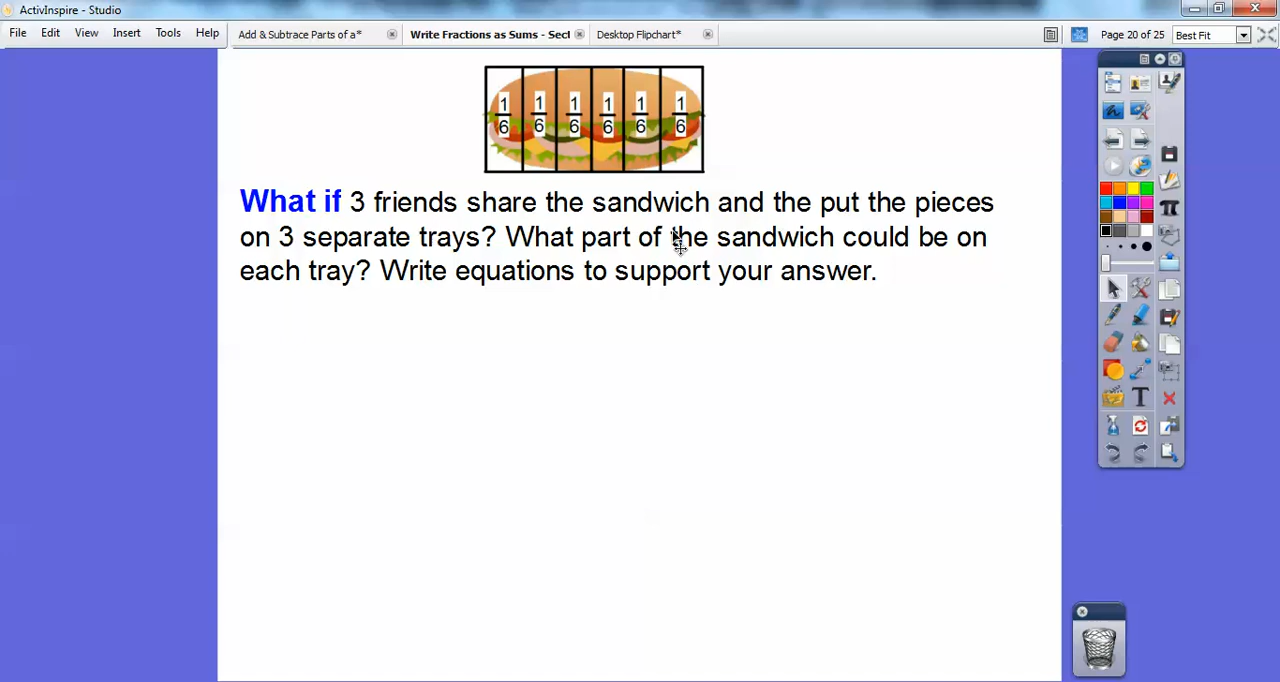 ActivInspire - Studio
File Edit View Insert Tools Help
Add & Subtrace Parts of a*
Write Fractions as Sums - Sect
Desktop Flipchart*
Page 20 of 25
Best Fit
1/6 1/6 1/6 1/6 1/6 1/6
What if 3 friends share the sandwich and the put the pieces
on 3 separate trays? What part of the sandwich could be on
each tray? Write equations to support your answer.